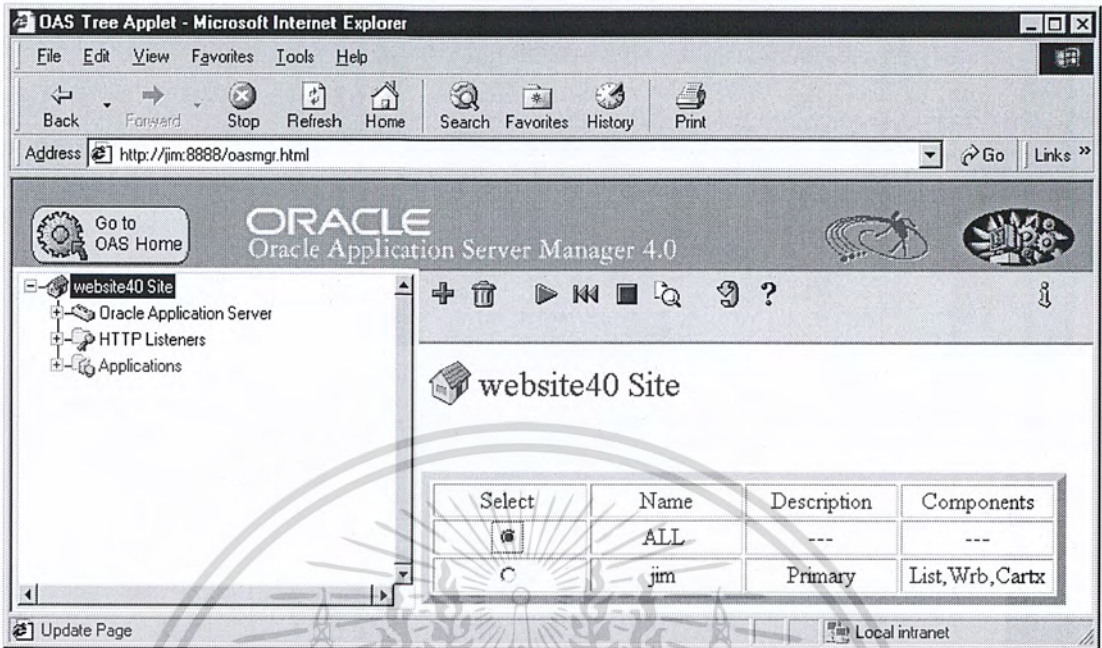 OAS Tree Applet - Microsoft Internet Explorer
File Edit View Favorites Tools Help
Back Forward Stop Refresh Home Search Favorites History Print
Address http://jim:8888/oasmgr.html Go Links »
Go to
OAS Home
ORACLE
Oracle Application Server Manager 4.0
website40 Site
Oracle Application Server
HTTP Listeners
Applications
website40 Site
Select Name Description Components
ALL --- ---
jim Primary List,Wrb,Cartx
Update Page Local intranet